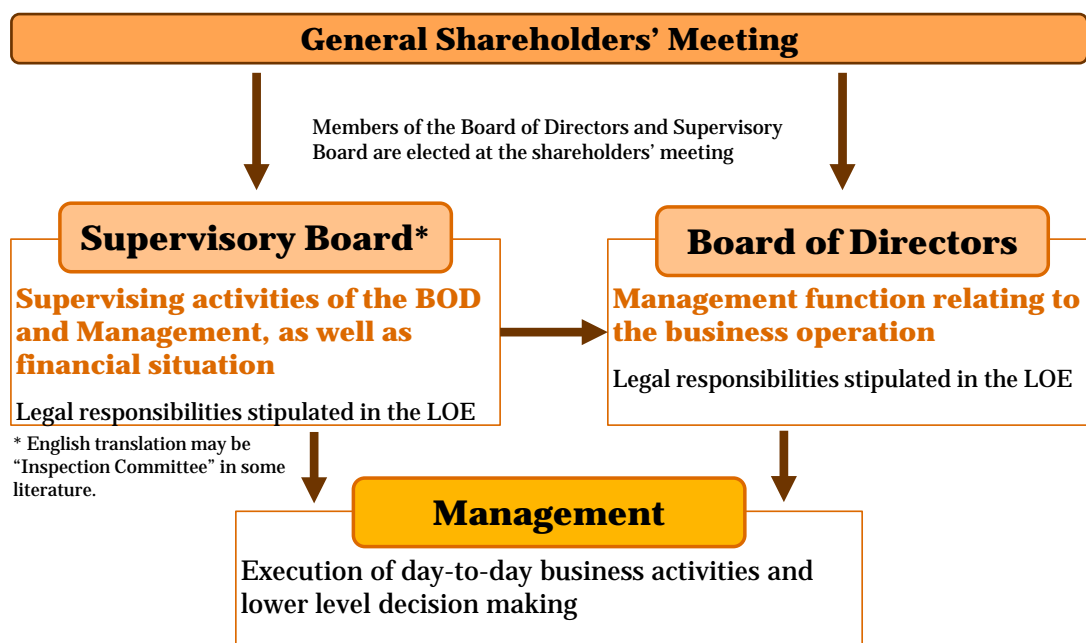 General Shareholders’ Meeting
Members of the Board of Directors and Supervisory
Board are elected at the shareholders’ meeting
Supervisory Board*
Supervising activities of the BOD
and Management, as well as
financial situation
Legal responsibilities stipulated in the LOE
* English translation may be
“Inspection Committee” in some
literature.
Board of Directors
Management function relating to
the business operation
Legal responsibilities stipulated in the LOE
Management
Execution of day-to-day business activities and
lower level decision making